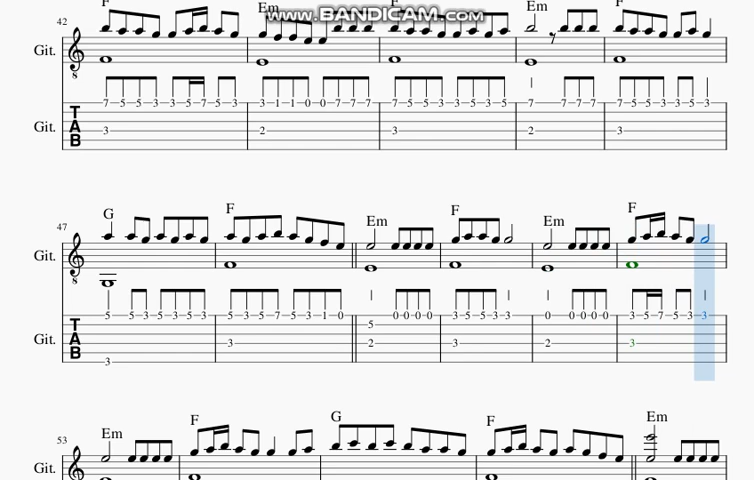 42 F Em F Em F
www.BANDICAM.com
Git.
8
7 5 5 3 3 5 7 5 3 3 1 1 0 0 7 7 7 7 5 5 3 3 5 3 5 7 7 7 7 7 5 5 3 3 5 3
Git.
3 2 3 2 3
47 G F Em F Em F
Git.
8
5 5 3 5 3 5 3 5 3 5 7 5 3 1 0 0 0 0 0 0 3 5 5 3 3 0 0 0 0 0 3 5 7 5 3 3
5
Git.
3 2 3 2 3
3
53 Em F G F Em
Git.